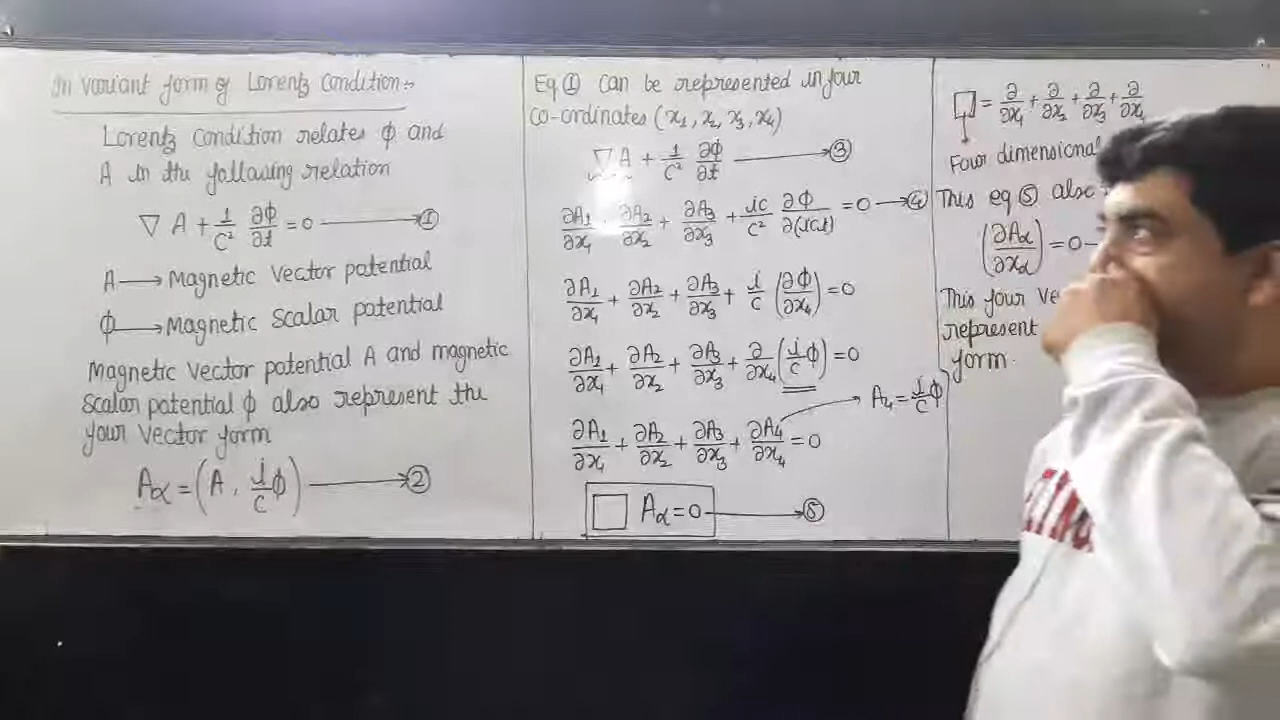 In variant form of Lorentz Condition:-
Lorentz Condition relates ϕ and
A in the following relation
∇ A + 1/c² ∂ϕ/∂t = 0 → ①
A → Magnetic Vector potential
ϕ → Magnetic Scalar potential
Magnetic Vector potential A and magnetic
Scalar potential ϕ also represent the
four Vector form
Aα = (A, i/c ϕ) → ②
Eq ① can be represented in four
Co-ordinates (x₁, x₂, x₃, x₄)
∇ A + 1/c² ∂ϕ/∂t → ③
∂A₁/∂x₁ + ∂A₂/∂x₂ + ∂A₃/∂x₃ + ic/c² ∂ϕ/∂(ict) = 0 → ④
∂A₁/∂x₁ + ∂A₂/∂x₂ + ∂A₃/∂x₃ + i/c (∂ϕ/∂x₄) = 0
∂A₁/∂x₁ + ∂A₂/∂x₂ + ∂A₃/∂x₃ + ∂/∂x₄ (i/c ϕ) = 0
∂A₁/∂x₁ + ∂A₂/∂x₂ + ∂A₃/∂x₃ + ∂A₄/∂x₄ = 0
A₄ = i/c ϕ
□ Aα = 0 → ⑤
□ = ∂/∂x₁ + ∂/∂x₂ + ∂/∂x₃ + ∂/∂x₄
Four dimensional
This eq ⑤ also
(∂Aα/∂xα) = 0
This four Ve
represent
form.